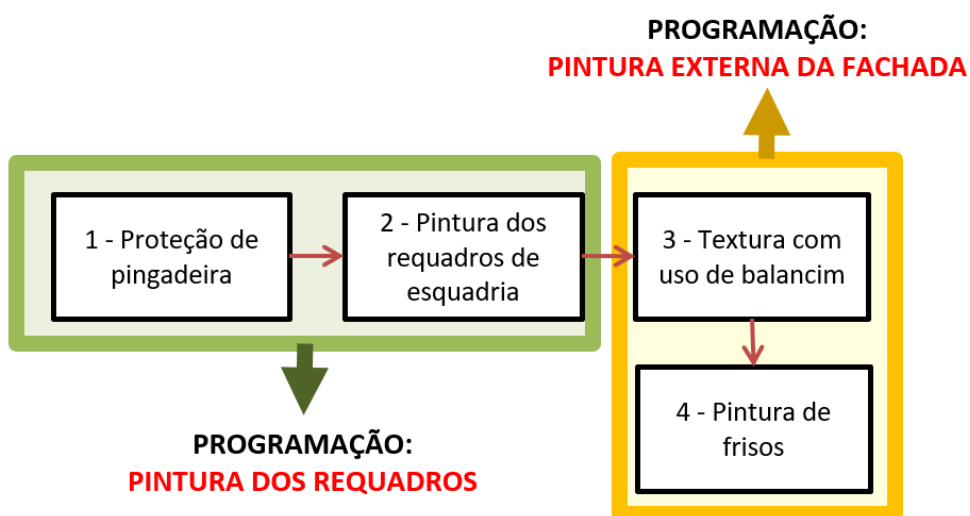 PROGRAMAÇÃO:
PINTURA EXTERNA DA FACHADA
1 - Proteção de
pingadeira
2 - Pintura dos
requadros de
esquadria
3 - Textura com
uso de balancim
4 - Pintura de
frisos
PROGRAMAÇÃO:
PINTURA DOS REQUADROS